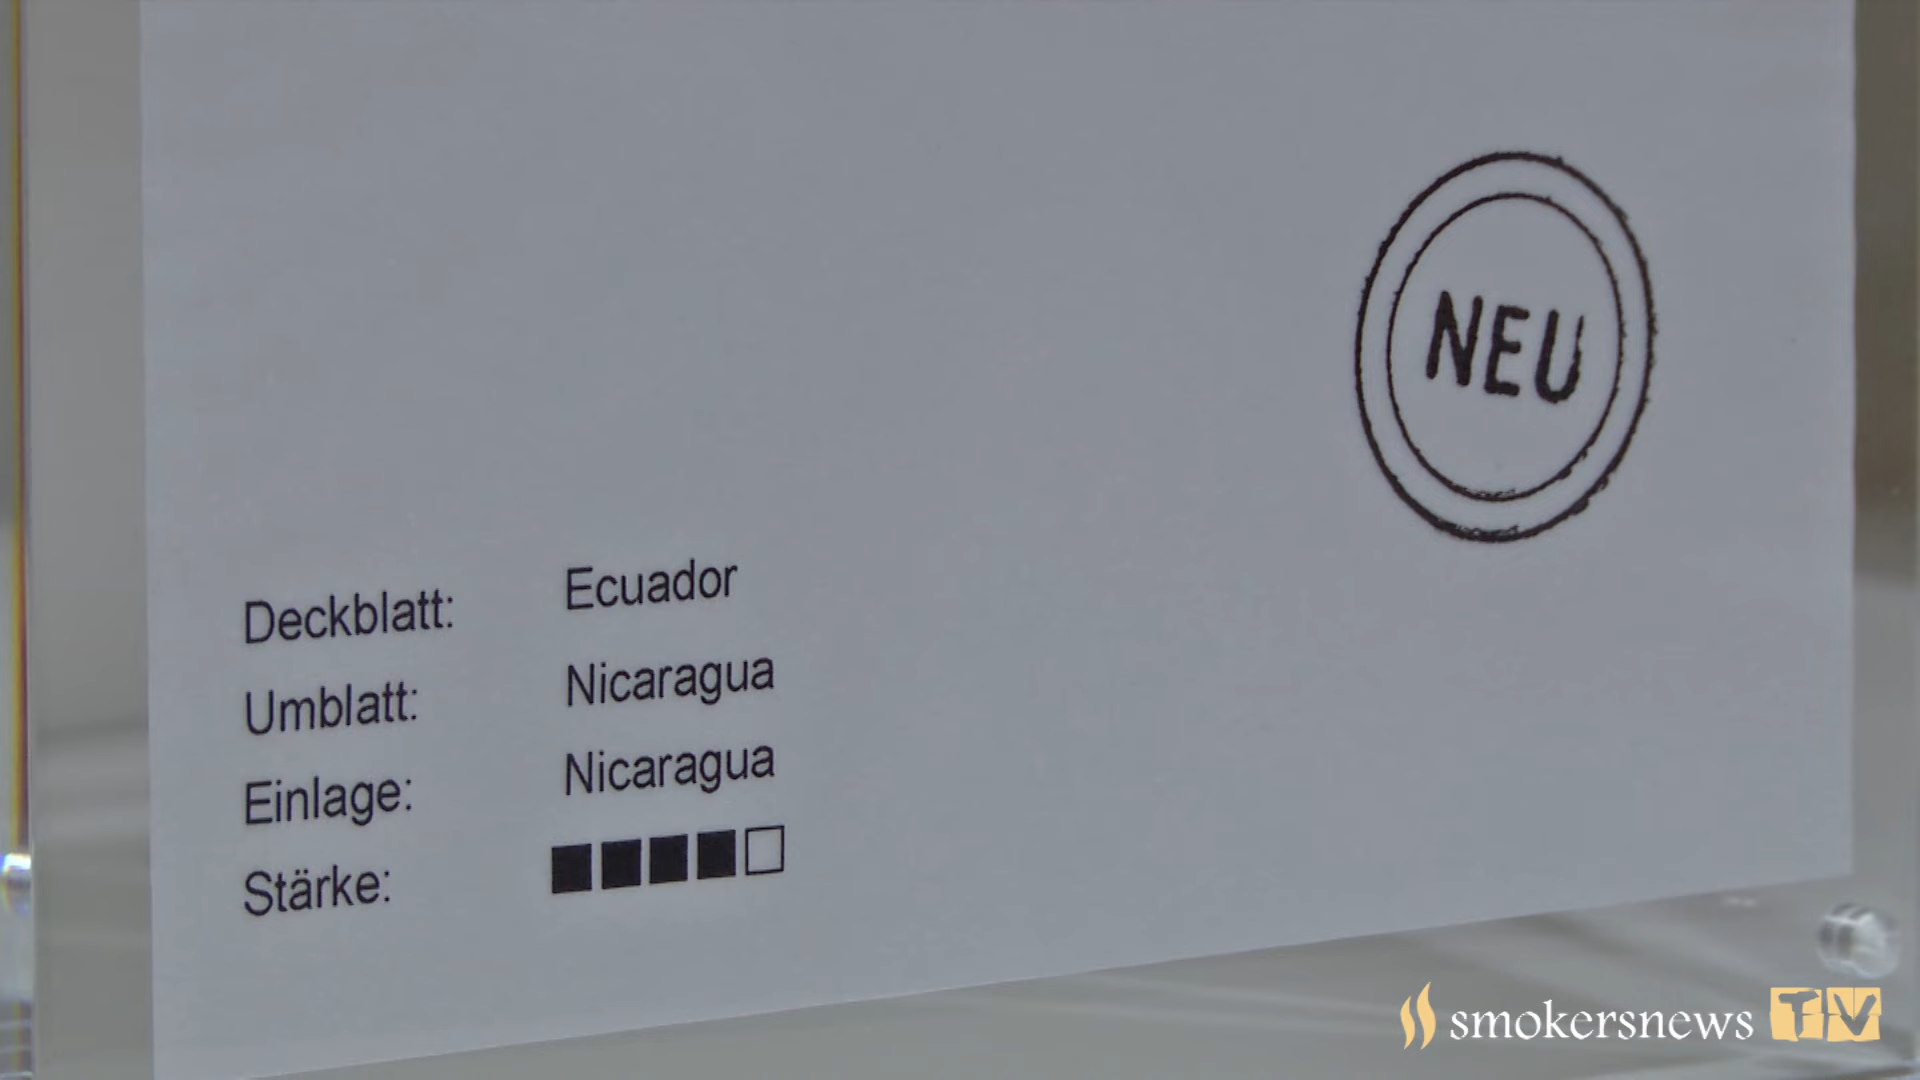 NEU
Deckblatt: Ecuador
Umblatt: Nicaragua
Einlage: Nicaragua
Stärke:
smokersnews TV